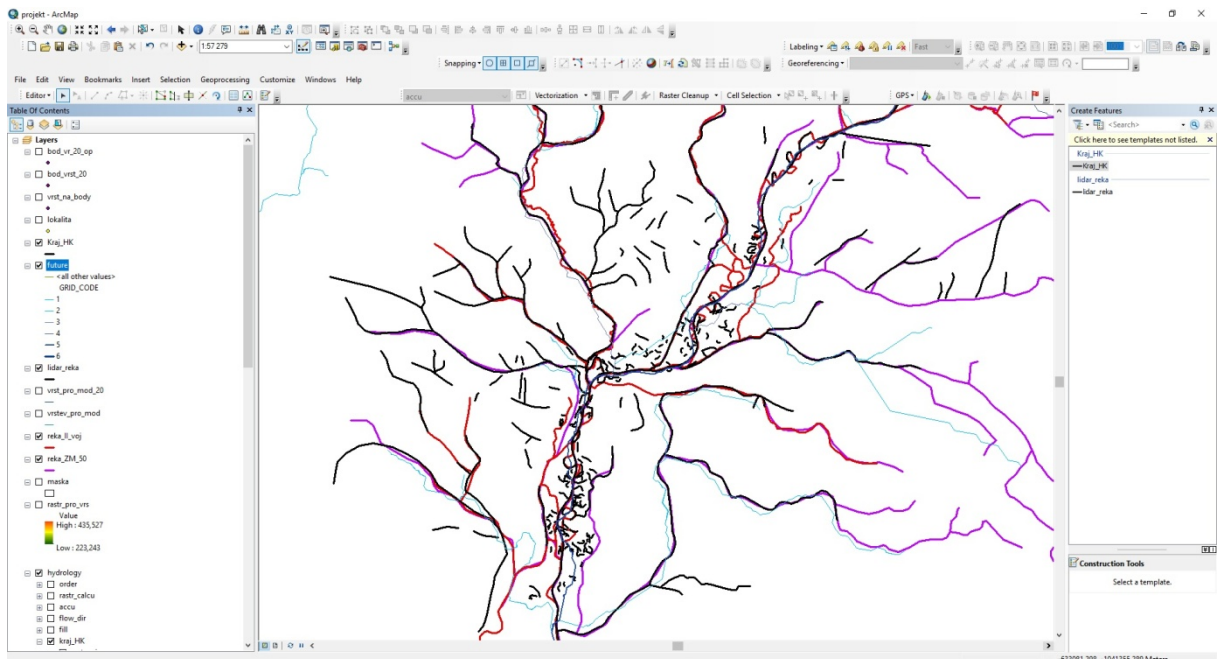 projekt - ArcMap
1:57 279
Labeling
Fast
Snapping
Georeferencing
File Edit View Bookmarks Insert Selection Geoprocessing Customize Windows Help
Editor
accu
Vectorization
Raster Cleanup
Cell Selection
GPS
Table Of Contents
Layers
bod_vr_20_op
bod_vrst_20
vrst_na_body
lokalita
Kraj_HK
future
<all other values>
GRID_CODE
1
2
3
4
5
6
lidar_reka
vrst_pro_mod_20
vrstev_pro_mod
reka_II_voj
reka_ZM_50
maska
rastr_pro_vrs
Value
High : 435,527
Low : 223,243
hydrology
order
rastr_calcu
accu
flow_dir
fill
kraj_HK
Create Features
<Search>
Click here to see templates not listed.
Kraj_HK
Kraj_HK
lidar_reka
lidar_reka
Construction Tools
Select a template.